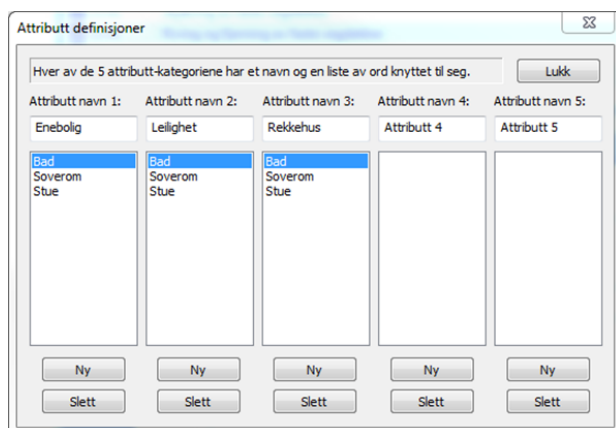 Attributt definisjoner
Hver av de 5 attributt-kategoriene har et navn og en liste av ord knyttet til seg.
Lukk
Attributt navn 1: Attributt navn 2: Attributt navn 3: Attributt navn 4: Attributt navn 5:
Enebolig Leilighet Rekkehus Attributt 4 Attributt 5
Bad Bad Bad
Soverom Soverom Soverom
Stue Stue Stue
Ny Ny Ny Ny Ny
Slett Slett Slett Slett Slett